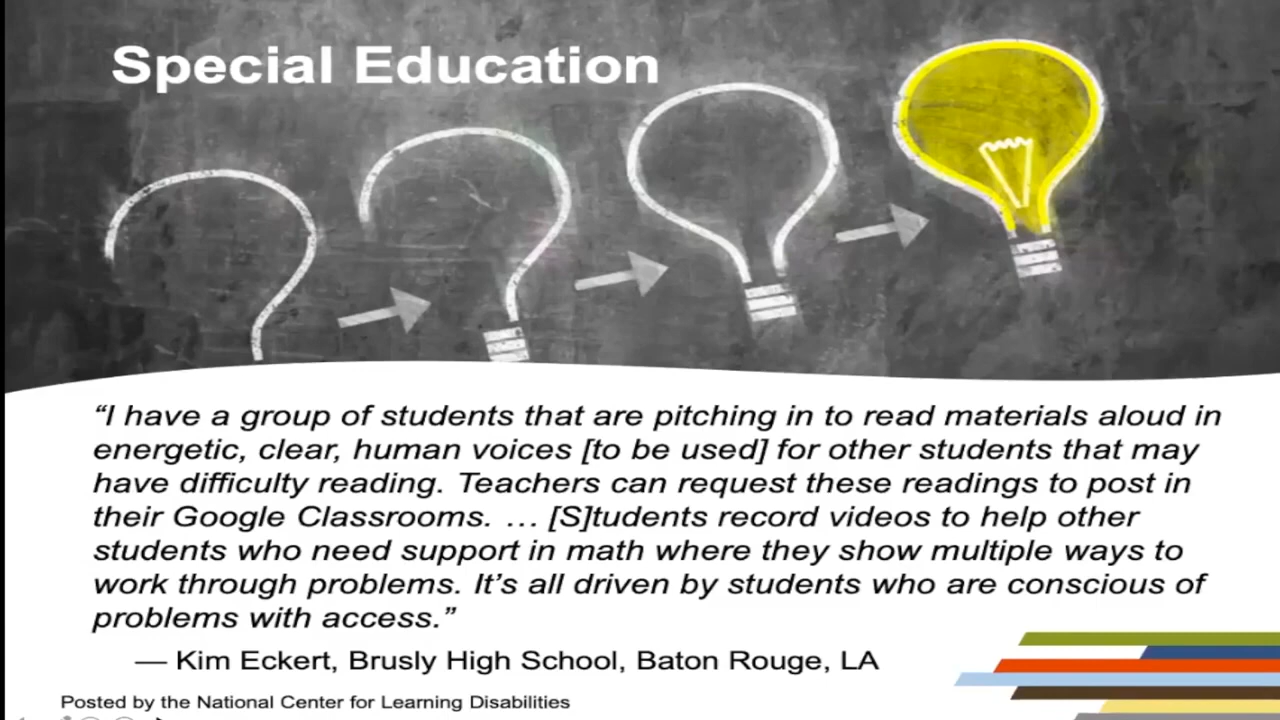 Special Education
“I have a group of students that are pitching in to read materials aloud in
energetic, clear, human voices [to be used] for other students that may
have difficulty reading. Teachers can request these readings to post in
their Google Classrooms. … [S]tudents record videos to help other
students who need support in math where they show multiple ways to
work through problems. It’s all driven by students who are conscious of
problems with access.”
— Kim Eckert, Brusly High School, Baton Rouge, LA
Posted by the National Center for Learning Disabilities